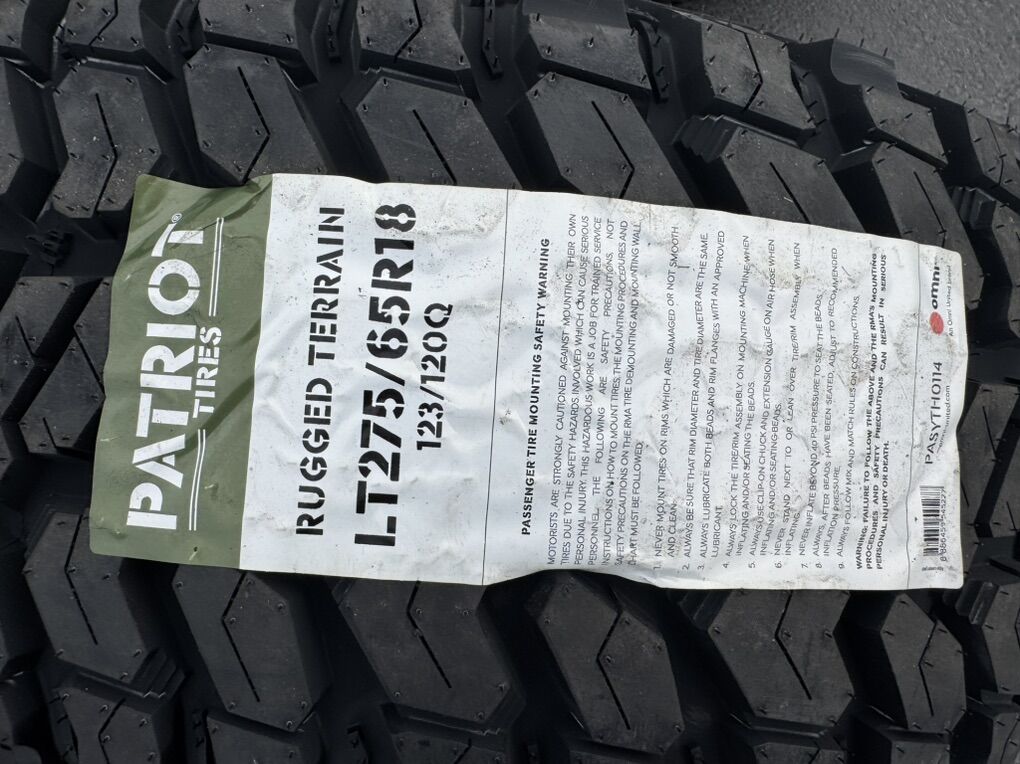 PATRIOT®
TIRES
RUGGED TERRAIN
LT275/65R18
123/120Q
PASSENGER TIRE MOUNTING SAFETY WARNING
MOTORISTS ARE STRONGLY CAUTIONED AGAINST MOUNTING THEIR OWN
TIRES DUE TO THE SAFETY HAZARDS INVOLVED WHICH CAN CAUSE SERIOUS
PERSONAL INJURY. THIS HAZARDOUS WORK IS A JOB FOR TRAINED SERVICE
PERSONNEL. THE FOLLOWING ARE SAFETY PRECAUTIONS, NOT
INSTRUCTIONS ON HOW TO MOUNT TIRES. THE MOUNTING PROCEDURES AND
SAFETY PRECAUTIONS ON THE RMA TIRE DEMOUNTING AND MOUNTING WALL
CHART MUST BE FOLLOWED.
1. NEVER MOUNT TIRES ON RIMS WHICH ARE DAMAGED OR NOT SMOOTH
AND CLEAN.
2. ALWAYS BE SURE THAT RIM DIAMETER AND TIRE DIAMETER ARE THE SAME.
3. ALWAYS LUBRICATE BOTH BEADS AND RIM FLANGES WITH AN APPROVED
LUBRICANT.
4. ALWAYS LOCK THE TIRE/RIM ASSEMBLY ON MOUNTING MACHINE WHEN
INFLATING AND/OR SEATING THE BEADS.
5. ALWAYS USE CLIP-ON CHUCK AND EXTENSION GAUGE ON AIR HOSE WHEN
INFLATING AND/OR SEATING BEADS.
6. NEVER STAND NEXT TO OR LEAN OVER TIRE/RIM ASSEMBLY WHEN
INFLATING.
7. NEVER INFLATE BEYOND 40 PSI PRESSURE TO SEAT THE BEADS.
8. ALWAYS, AFTER BEADS HAVE BEEN SEATED, ADJUST TO RECOMMENDED
INFLATION PRESSURE.
9. ALWAYS FOLLOW MIX AND MATCH RULES ON CONSTRUCTIONS.
WARNING: FAILURE TO FOLLOW THE ABOVE AND THE RMA'S MOUNTING
PROCEDURES AND SAFETY PRECAUTIONS CAN RESULT IN SERIOUS
PERSONAL INJURY OR DEATH.
PASYTH0114
omni
An Omni United brand